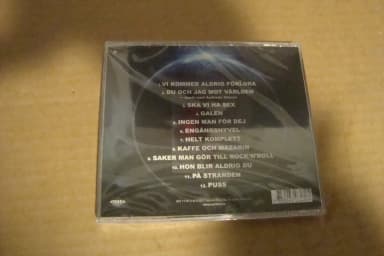 1. VI KOMMER ALDRIG FÖRLORA
2. DU OCH JAG MOT VÄRLDEN
3. SKA VI HA SEX
4. GALEN
5. INGEN MAN FÖR DEJ
6. ENGÅNGSHYVEL
7. HELT KOMPLETT
8. KAFFE OCH MAZARIN
9. SAKER MAN GÖR TILL ROCK'N'ROLL
10. HON BLIR ALDRIG DU
11. PÅ STRANDEN
12. PUSS